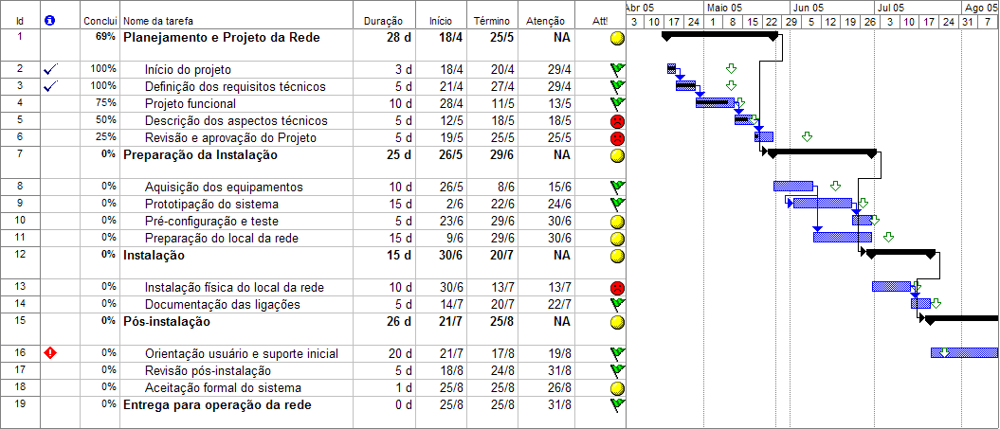 Id Conclui Nome da tarefa Duração Início Término Atenção Att! Abr 05 Maio 05 Jun 05 Jul 05 Ago 05
3 10 17 24 1 8 15 22 29 5 12 19 26 3 10 17 24 31 7
1 69% Planejamento e Projeto da Rede 28 d 18/4 25/5 NA
2 100% Início do projeto 3 d 18/4 20/4 29/4
3 100% Definição dos requisitos técnicos 5 d 21/4 27/4 29/4
4 75% Projeto funcional 10 d 28/4 11/5 13/5
5 50% Descrição dos aspectos técnicos 5 d 12/5 18/5 18/5
6 25% Revisão e aprovação do Projeto 5 d 19/5 25/5 25/5
7 0% Preparação da Instalação 25 d 26/5 29/6 NA
8 0% Aquisição dos equipamentos 10 d 26/5 8/6 15/6
9 0% Prototipação do sistema 15 d 2/6 22/6 24/6
10 0% Pré-configuração e teste 5 d 23/6 29/6 30/6
11 0% Preparação do local da rede 15 d 9/6 29/6 30/6
12 0% Instalação 15 d 30/6 20/7 NA
13 0% Instalação física do local da rede 10 d 30/6 13/7 13/7
14 0% Documentação das ligações 5 d 14/7 20/7 22/7
15 0% Pós-instalação 26 d 21/7 25/8 NA
16 0% Orientação usuário e suporte inicial 20 d 21/7 17/8 19/8
17 0% Revisão pós-instalação 5 d 18/8 24/8 31/8
18 0% Aceitação formal do sistema 1 d 25/8 25/8 26/8
19 0% Entrega para operação da rede 0 d 25/8 25/8 31/8